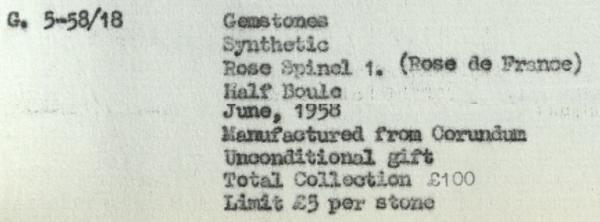 G. 5-58/18 Gemstones
Synthetic
Rose Spinel 1. (Rose de France)
Half Boule
June, 1958
Manufactured from Corundum
Unconditional gift
Total Collection £100
Limit £5 per stone